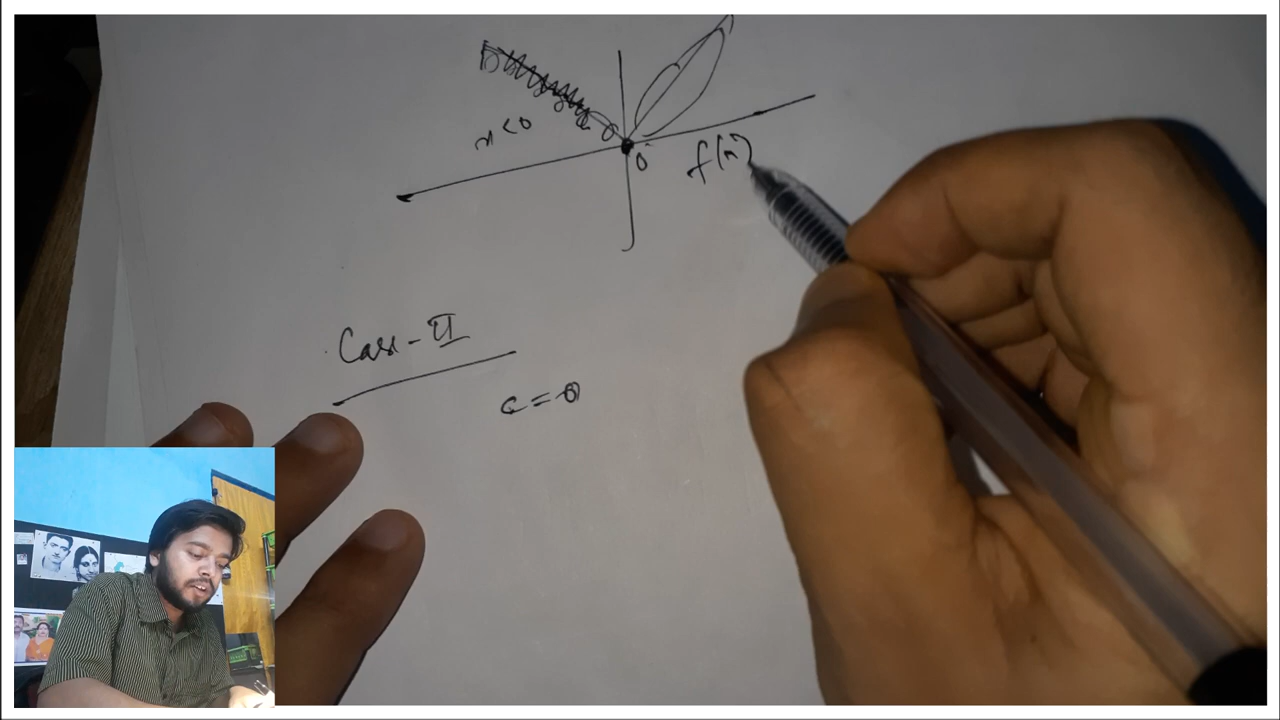 x < 0
0
f(x)
Case - II
c = 0